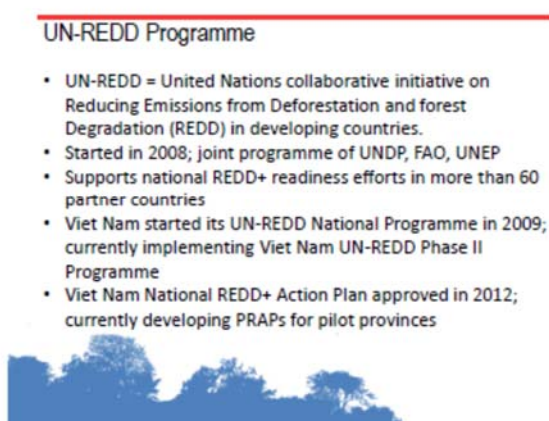 UN-REDD Programme
• UN-REDD = United Nations collaborative initiative on
Reducing Emissions from Deforestation and forest
Degradation (REDD) in developing countries.
• Started in 2008; joint programme of UNDP, FAO, UNEP
• Supports national REDD+ readiness efforts in more than 60
partner countries
• Viet Nam started its UN-REDD National Programme in 2009;
currently implementing Viet Nam UN-REDD Phase II
Programme
• Viet Nam National REDD+ Action Plan approved in 2012;
currently developing PRAPs for pilot provinces